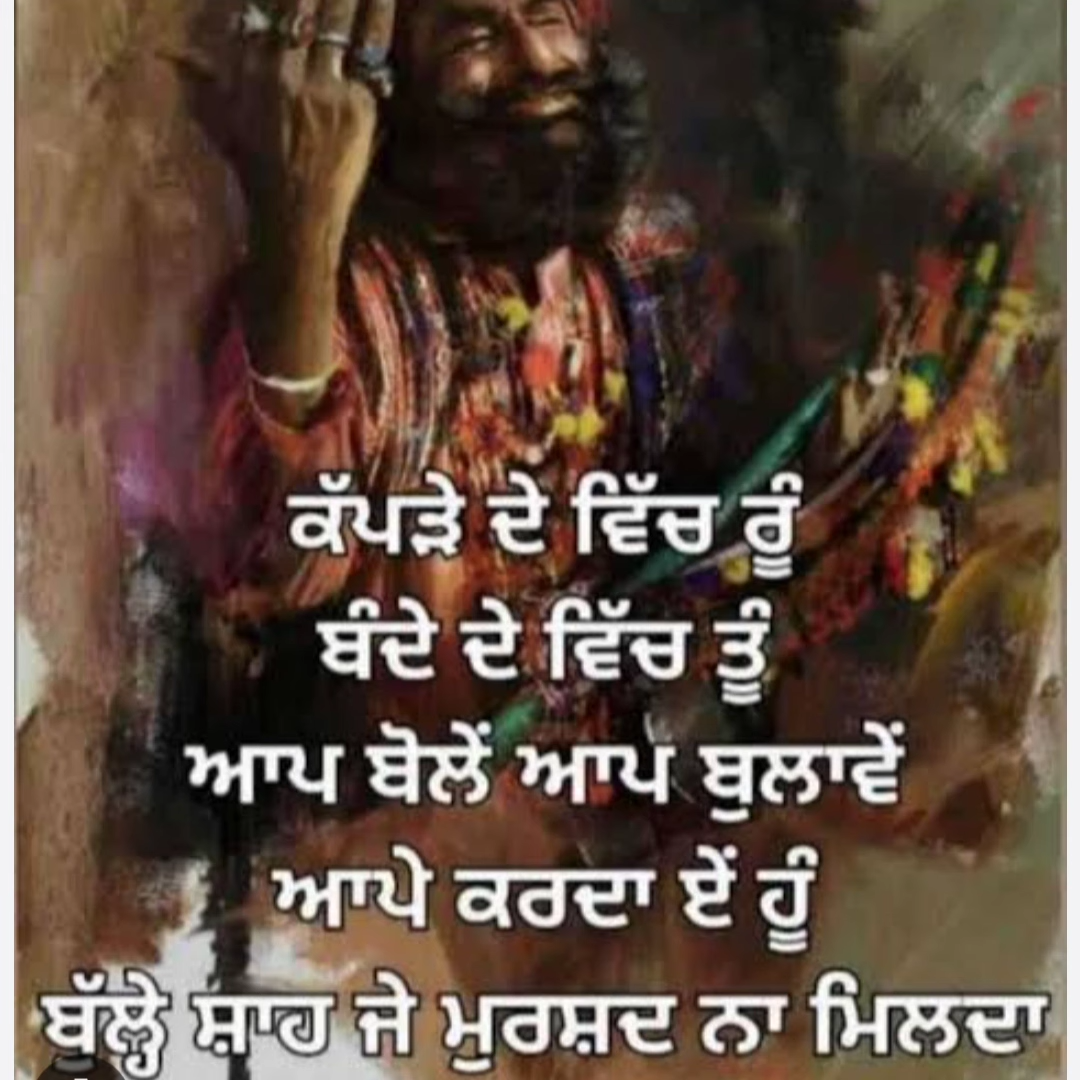 ਕੱਪੜੇ ਦੇ ਵਿੱਚ ਰੂੰ
ਬੰਦੇ ਦੇ ਵਿੱਚ ਤੂੰ
ਆਪ ਬੋਲੇਂ ਆਪ ਬੁਲਾਵੇਂ
ਆਪੇ ਕਰਦਾ ਏਂ ਹੂੰ
ਬੁੱਲ੍ਹੇ ਸ਼ਾਹ ਜੇ ਮੁਰਸ਼ਦ ਨਾ ਮਿਲਦਾ